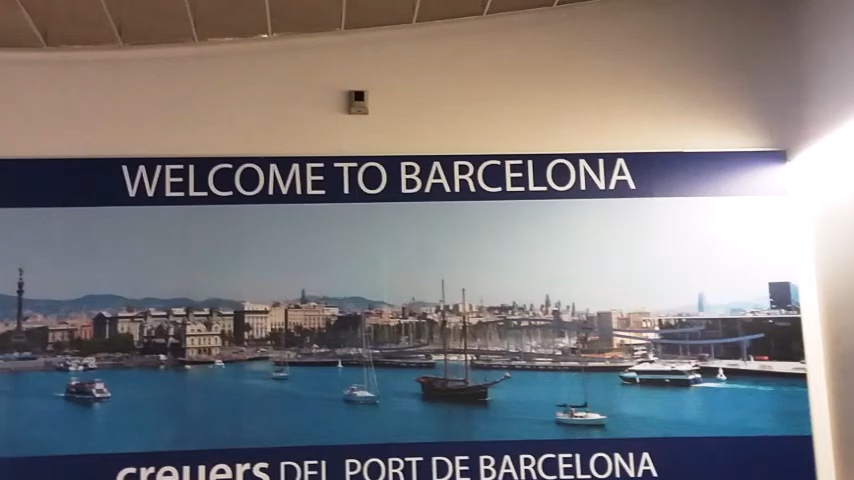 WELCOME TO BARCELONA
creuers DEL PORT DE BARCELONA